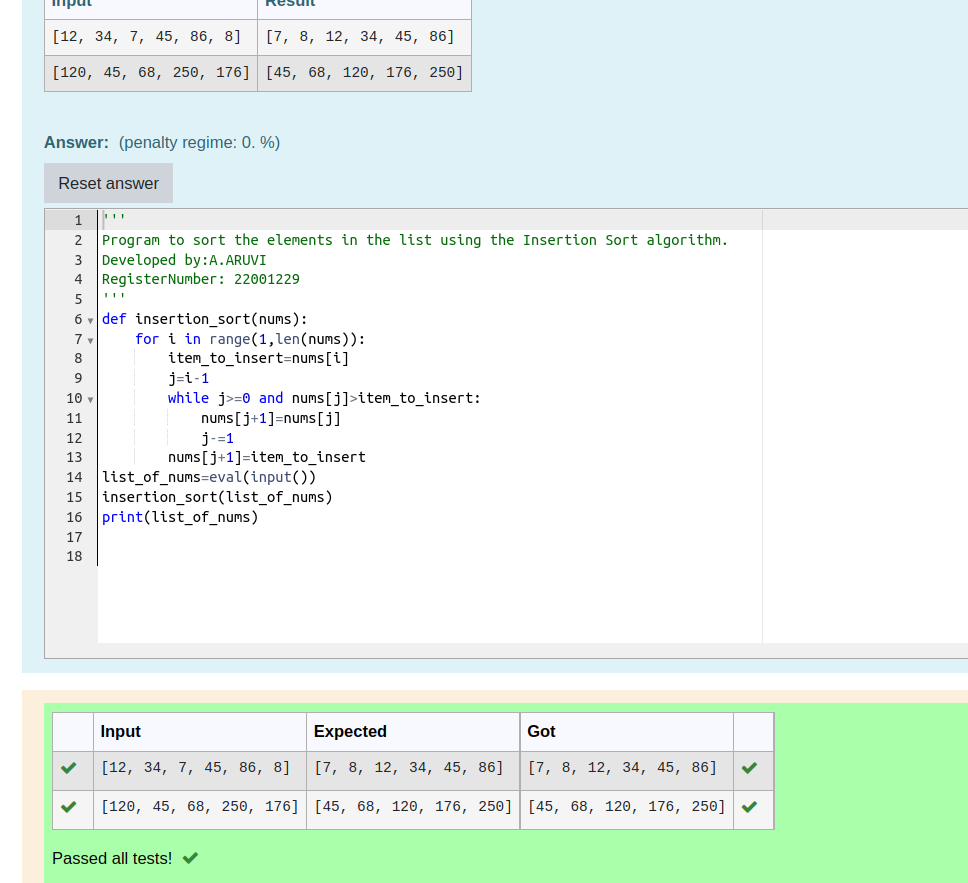 Input Result
[12, 34, 7, 45, 86, 8] [7, 8, 12, 34, 45, 86]
[120, 45, 68, 250, 176] [45, 68, 120, 176, 250]
Answer: (penalty regime: 0. %)
Reset answer
1 '''
2 Program to sort the elements in the list using the Insertion Sort algorithm.
3 Developed by:A.ARUVI
4 RegisterNumber: 22001229
5 '''
6 def insertion_sort(nums):
7     for i in range(1,len(nums)):
8         item_to_insert=nums[i]
9         j=i-1
10         while j>=0 and nums[j]>item_to_insert:
11             nums[j+1]=nums[j]
12             j-=1
13         nums[j+1]=item_to_insert
14 list_of_nums=eval(input())
15 insertion_sort(list_of_nums)
16 print(list_of_nums)
17
18
Input Expected Got
[12, 34, 7, 45, 86, 8] [7, 8, 12, 34, 45, 86] [7, 8, 12, 34, 45, 86]
[120, 45, 68, 250, 176] [45, 68, 120, 176, 250] [45, 68, 120, 176, 250]
Passed all tests!